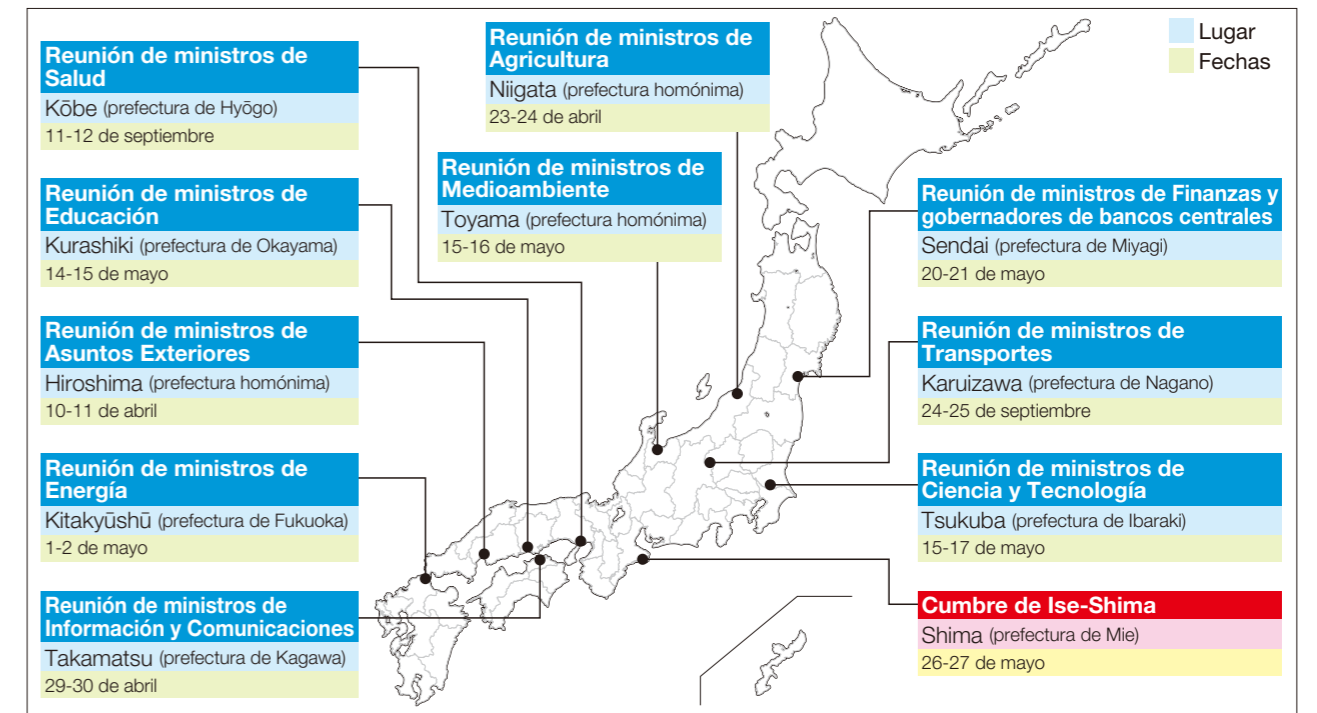 Reunión de ministros de
Salud
Kōbe (prefectura de Hyōgo)
11-12 de septiembre
Reunión de ministros de
Educación
Kurashiki (prefectura de Okayama)
14-15 de mayo
Reunión de ministros de
Asuntos Exteriores
Hiroshima (prefectura homónima)
10-11 de abril
Reunión de ministros de
Energía
Kitakyūshū (prefectura de Fukuoka)
1-2 de mayo
Reunión de ministros de
Información y Comunicaciones
Takamatsu (prefectura de Kagawa)
29-30 de abril
Reunión de ministros de
Agricultura
Niigata (prefectura homónima)
23-24 de abril
Reunión de ministros de
Medioambiente
Toyama (prefectura homónima)
15-16 de mayo
Lugar
Fechas
Reunión de ministros de Finanzas y
gobernadores de bancos centrales
Sendai (prefectura de Miyagi)
20-21 de mayo
Reunión de ministros de
Transportes
Karuizawa (prefectura de Nagano)
24-25 de septiembre
Reunión de ministros de
Ciencia y Tecnología
Tsukuba (prefectura de Ibaraki)
15-17 de mayo
Cumbre de Ise-Shima
Shima (prefectura de Mie)
26-27 de mayo